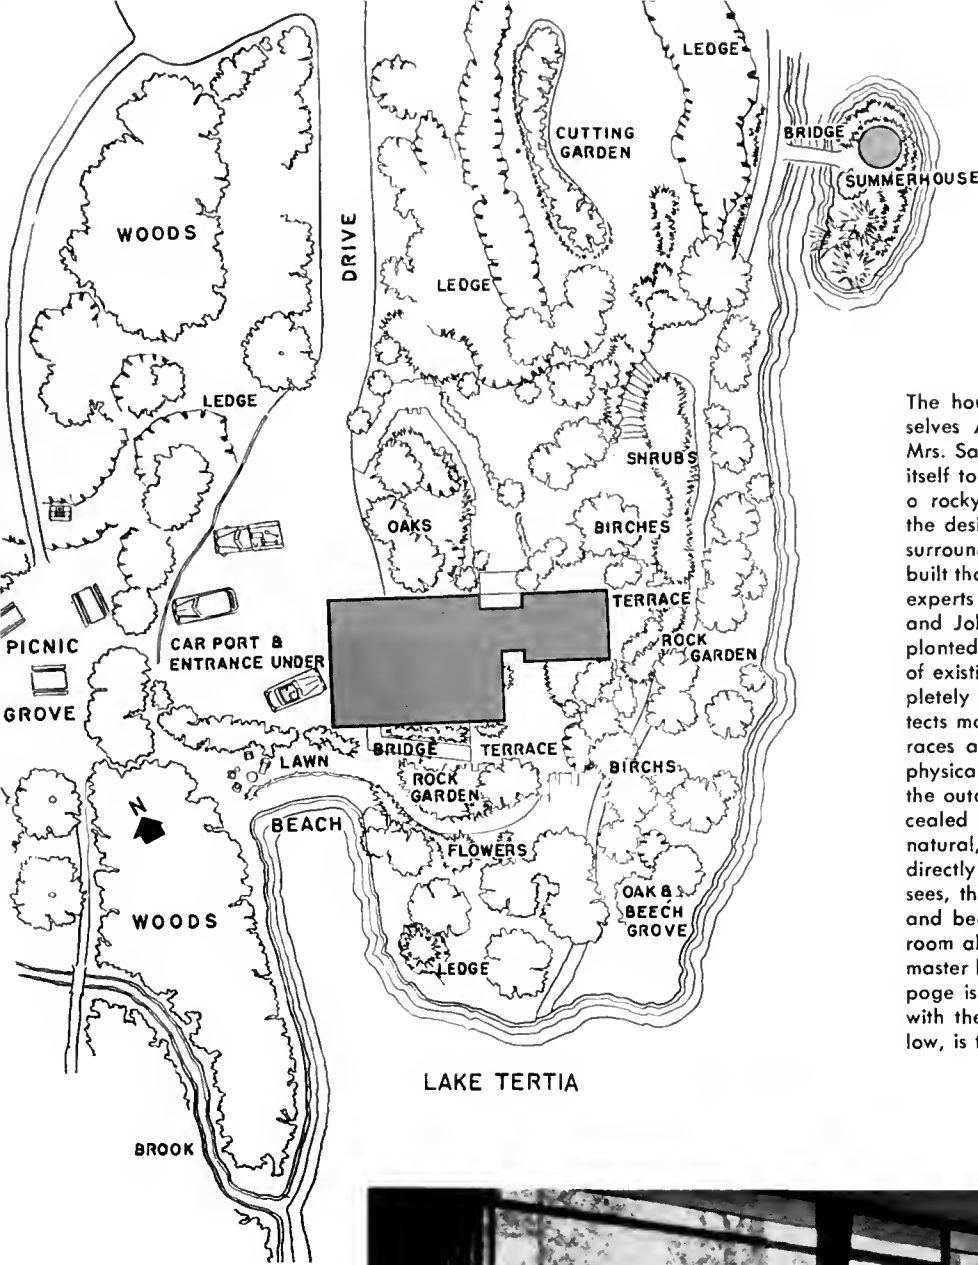 LEDGE
CUTTING
GARDEN
BRIDGE
SUMMERHOUSE
WOODS
DRIVE
LEDGE
LEDGE
SHRUBS
OAKS
BIRCHES
TERRACE
PICNIC
GROVE
CAR PORT &
ENTRANCE UNDER
ROCK
GARDEN
BRIDGE
TERRACE
LAWN
ROCK
GARDEN
BIRCHS
N
BEACH
FLOWERS
WOODS
OAK &
BEECH
GROVE
LEDGE
LAKE TERTIA
BROOK
The hou
selves
Mrs. Sa
itself to
a rocky
the desi
surroun
built tha
experts
and Jol
planted
of existi
pletely
tects ma
races a
physica
the outd
cealed
natural,
directly
sees, th
and bee
room al
master
page is
with the
low, is t